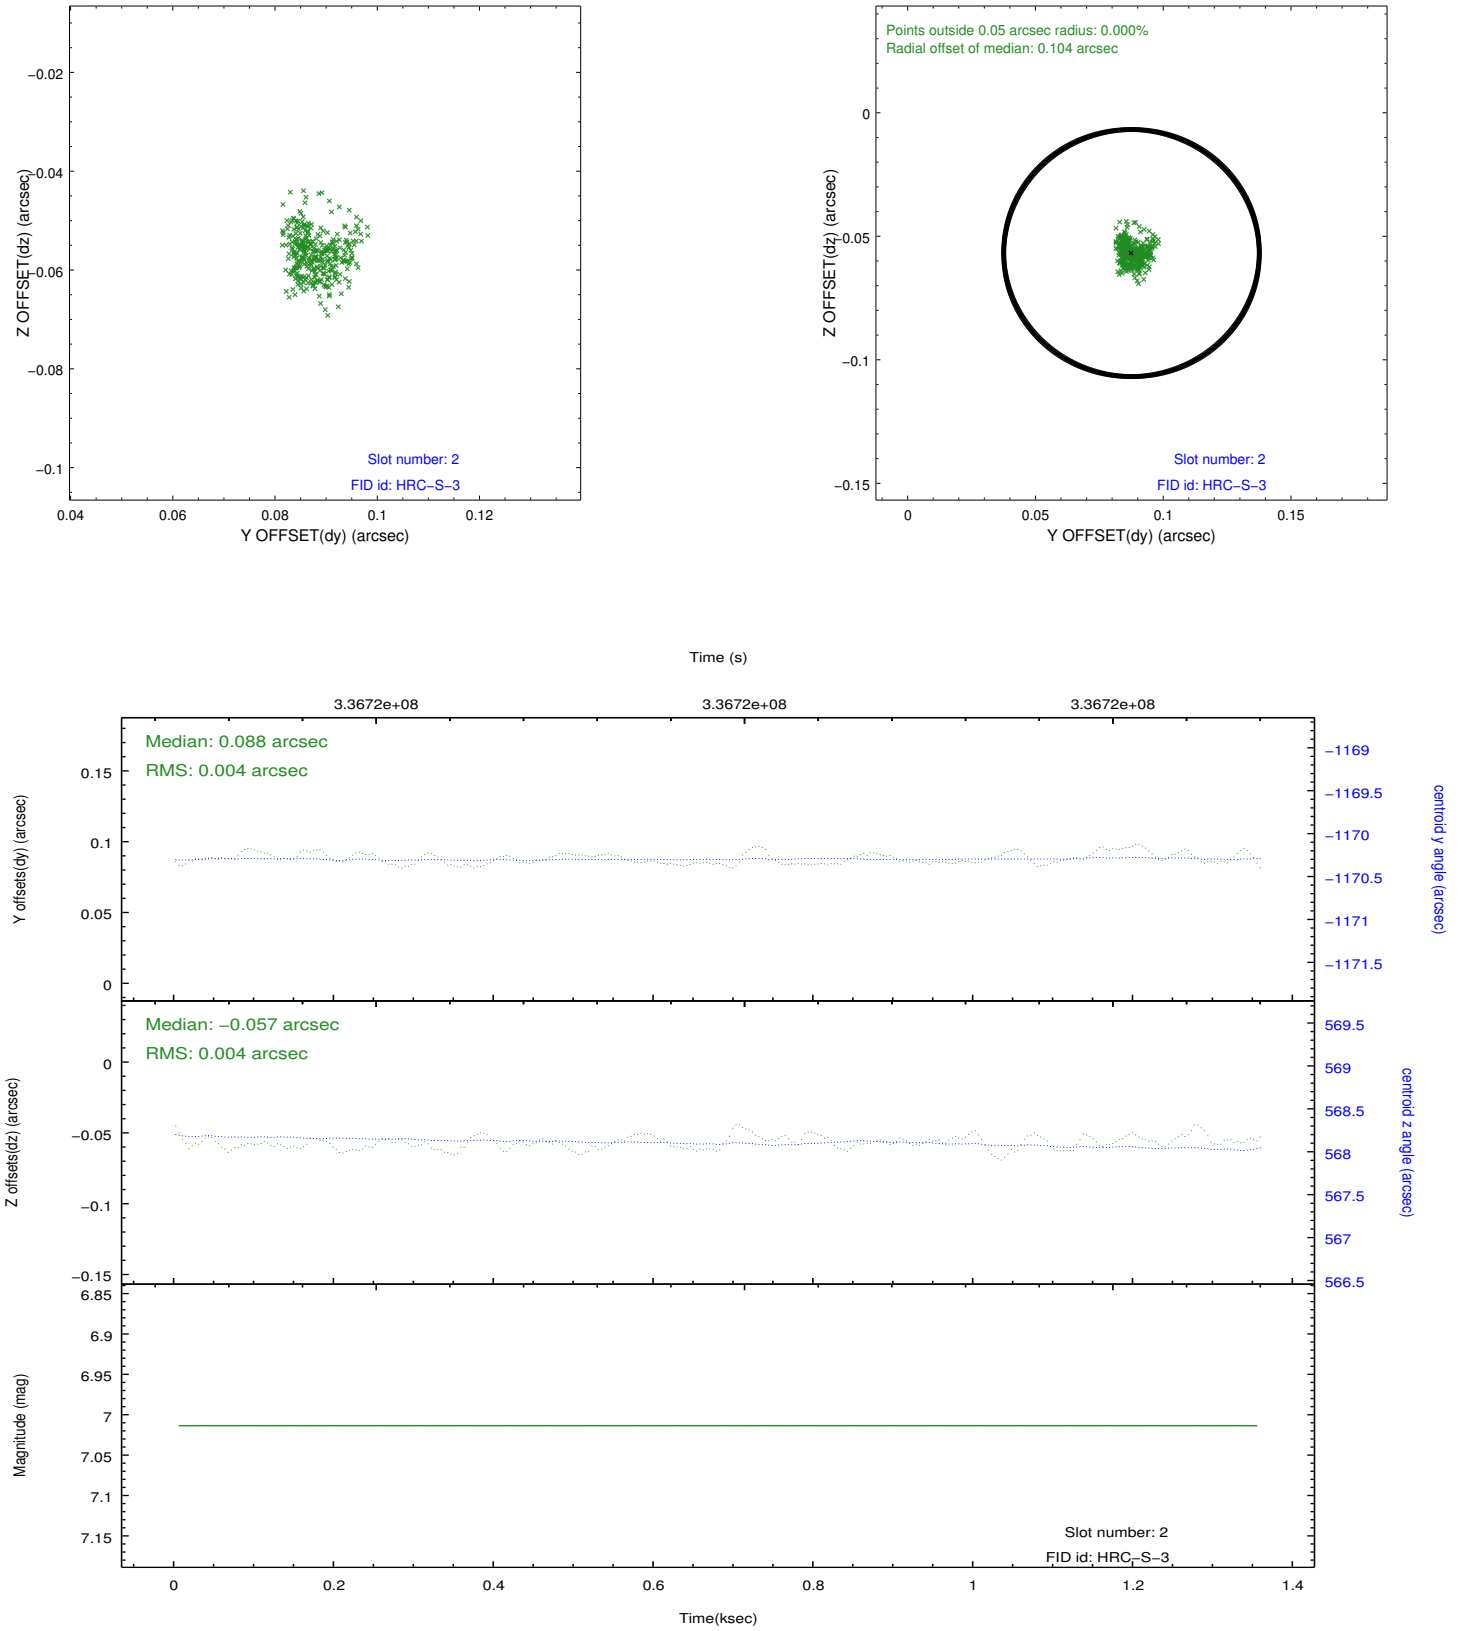 −0.02
−0.04
−0.06
−0.08
−0.1
Z OFFSET(dz) (arcsec)
Slot number: 2
FID id: HRC−S−3
0.04 0.06 0.08 0.1 0.12
Y OFFSET(dy) (arcsec)
Points outside 0.05 arcsec radius: 0.000%
Radial offset of median: 0.104 arcsec
0
−0.05
−0.1
−0.15
Z OFFSET(dz) (arcsec)
Slot number: 2
FID id: HRC−S−3
0 0.05 0.1 0.15
Y OFFSET(dy) (arcsec)
Time (s)
3.3672e+08 3.3672e+08 3.3672e+08
Median: 0.088 arcsec
RMS: 0.004 arcsec
0.15
0.1
0.05
0
Y offsets(dy) (arcsec)
−1169
−1169.5
−1170
−1170.5
−1171
−1171.5
centroid y angle (arcsec)
Median: −0.057 arcsec
RMS: 0.004 arcsec
0
−0.05
−0.1
−0.15
Z offsets(dz) (arcsec)
569.5
569
568.5
568
567.5
567
566.5
centroid z angle (arcsec)
6.85
6.9
6.95
7
7.05
7.1
7.15
Magnitude (mag)
Slot number: 2
FID id: HRC−S−3
0 0.2 0.4 0.6 0.8 1 1.2 1.4
Time(ksec)